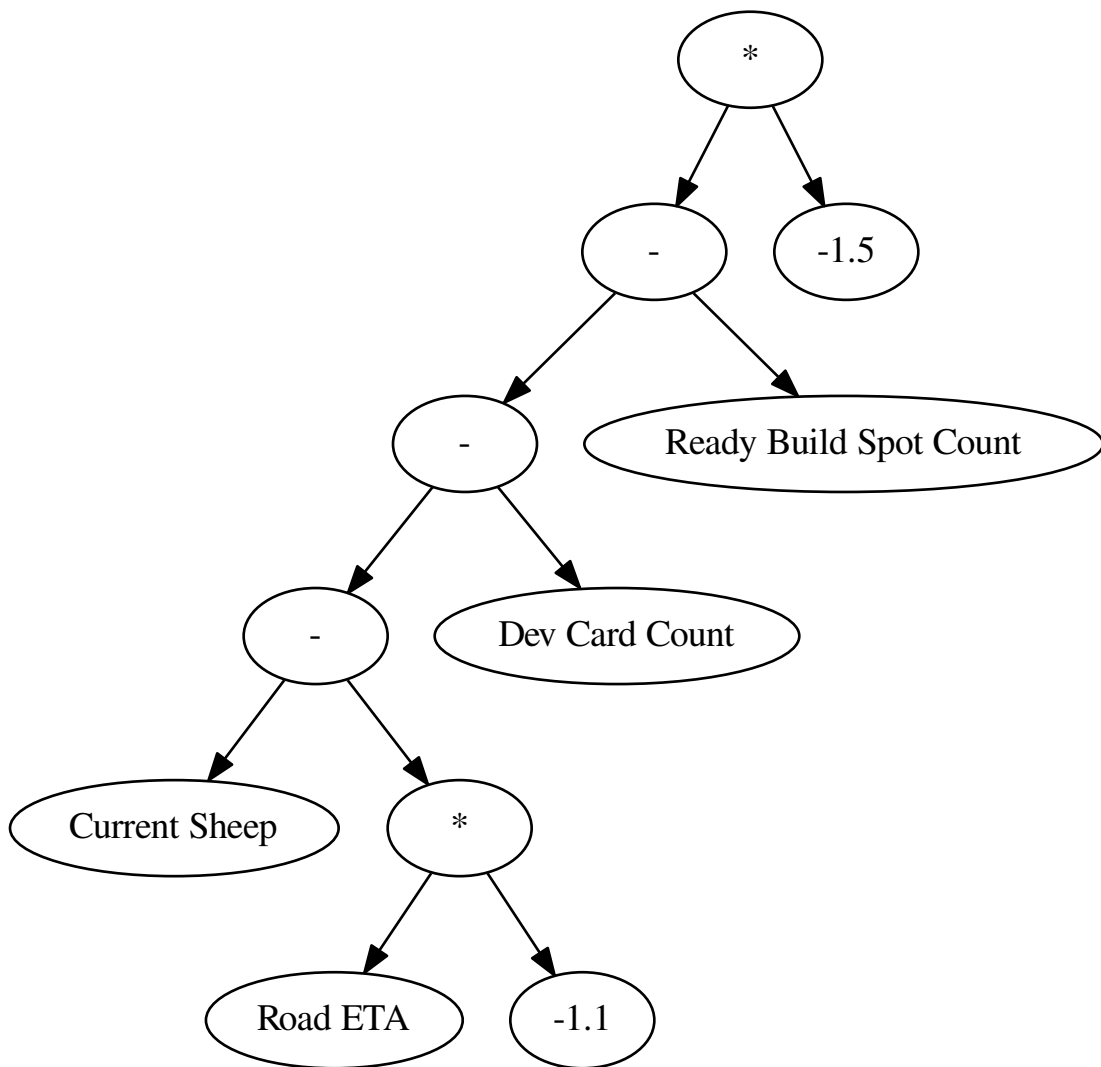 *
-
-1.5
-
Ready Build Spot Count
-
Dev Card Count
Current Sheep
*
Road ETA
-1.1